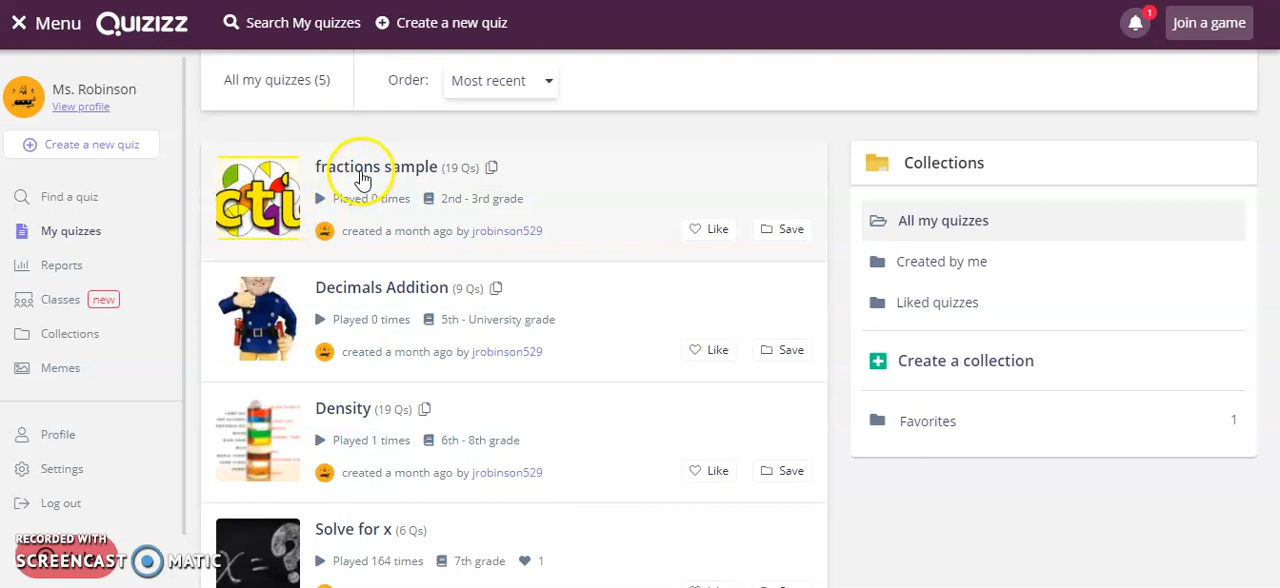 Menu QUIZIZZ Search My quizzes Create a new quiz 1 Join a game
Ms. Robinson
View profile
Create a new quiz
Find a quiz
My quizzes
Reports
Classes new
Collections
Memes
Profile
Settings
Log out
RECORDED WITH
SCREENCAST MATIC
All my quizzes (5) Order: Most recent
fractions sample (19 Qs)
Played 0 times 2nd - 3rd grade
created a month ago by jrobinson529
Like Save
cti
Decimals Addition (9 Qs)
Played 0 times 5th - University grade
created a month ago by jrobinson529
Like Save
Density (19 Qs)
Played 1 times 6th - 8th grade
created a month ago by jrobinson529
Like Save
Solve for x (6 Qs)
Played 164 times 7th grade 1
x = ?
Collections
All my quizzes
Created by me
Liked quizzes
Create a collection
Favorites 1